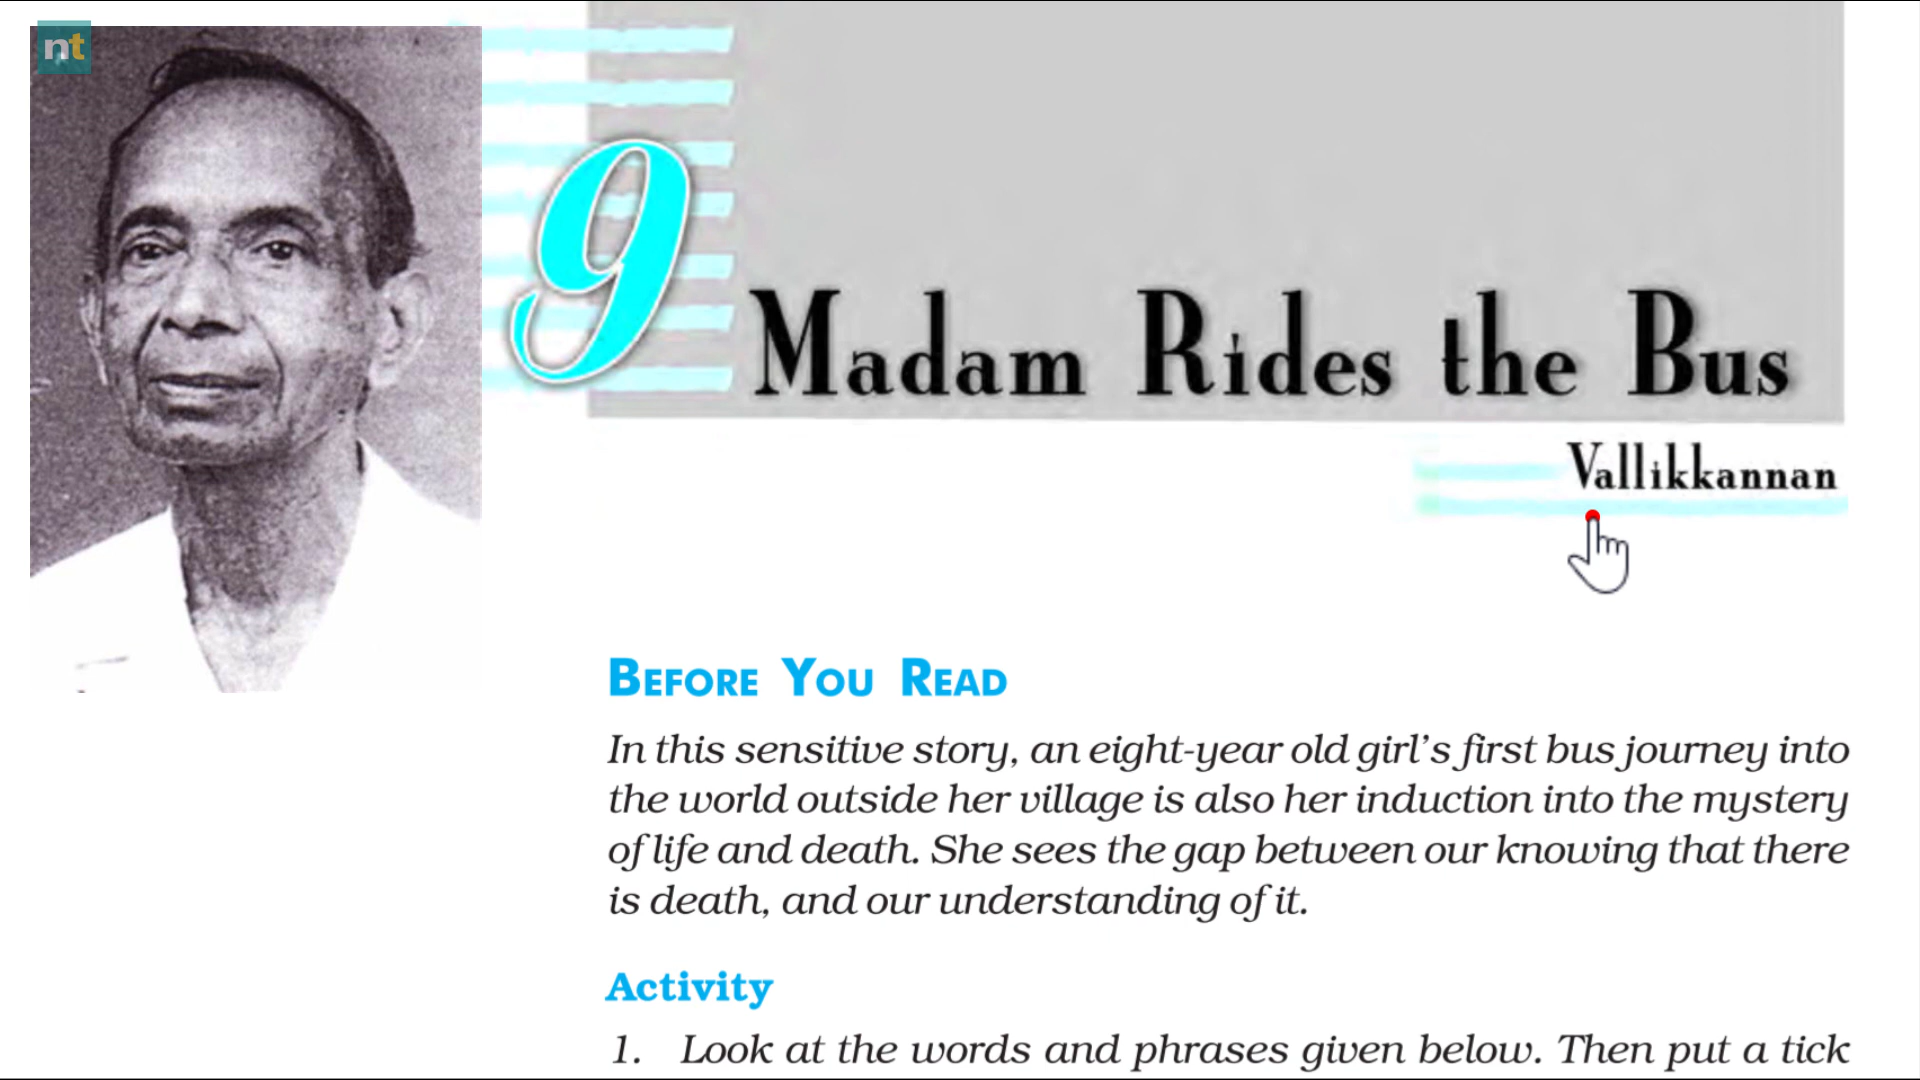 nt
9
Madam Rides the Bus
Vallikkannan
BEFORE YOU READ
In this sensitive story, an eight-year old girl's first bus journey into
the world outside her village is also her induction into the mystery
of life and death. She sees the gap between our knowing that there
is death, and our understanding of it.
Activity
1. Look at the words and phrases given below. Then put a tick